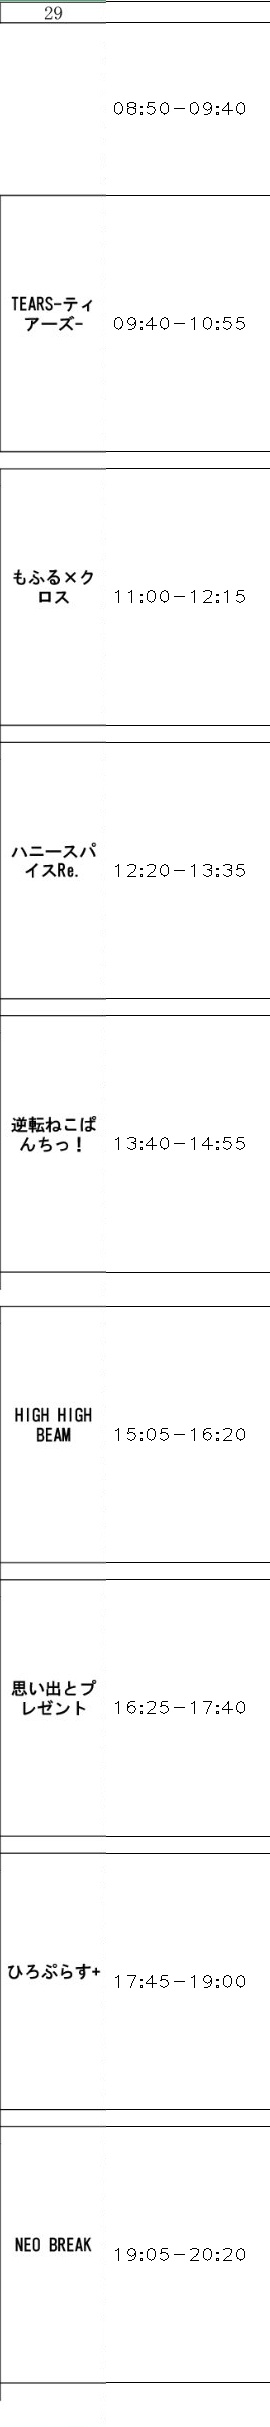 29
08:50-09:40
TEARS-ティ
アーズ-
09:40-10:55
もふる×ク
ロス
11:00-12:15
ハニースパ
イスRe.
12:20-13:35
逆転ねこぱ
んちっ！
13:40-14:55
HIGH HIGH
BEAM
15:05-16:20
思い出とプ
レゼント
16:25-17:40
ひろぷらす+
17:45-19:00
NEO BREAK
19:05-20:20